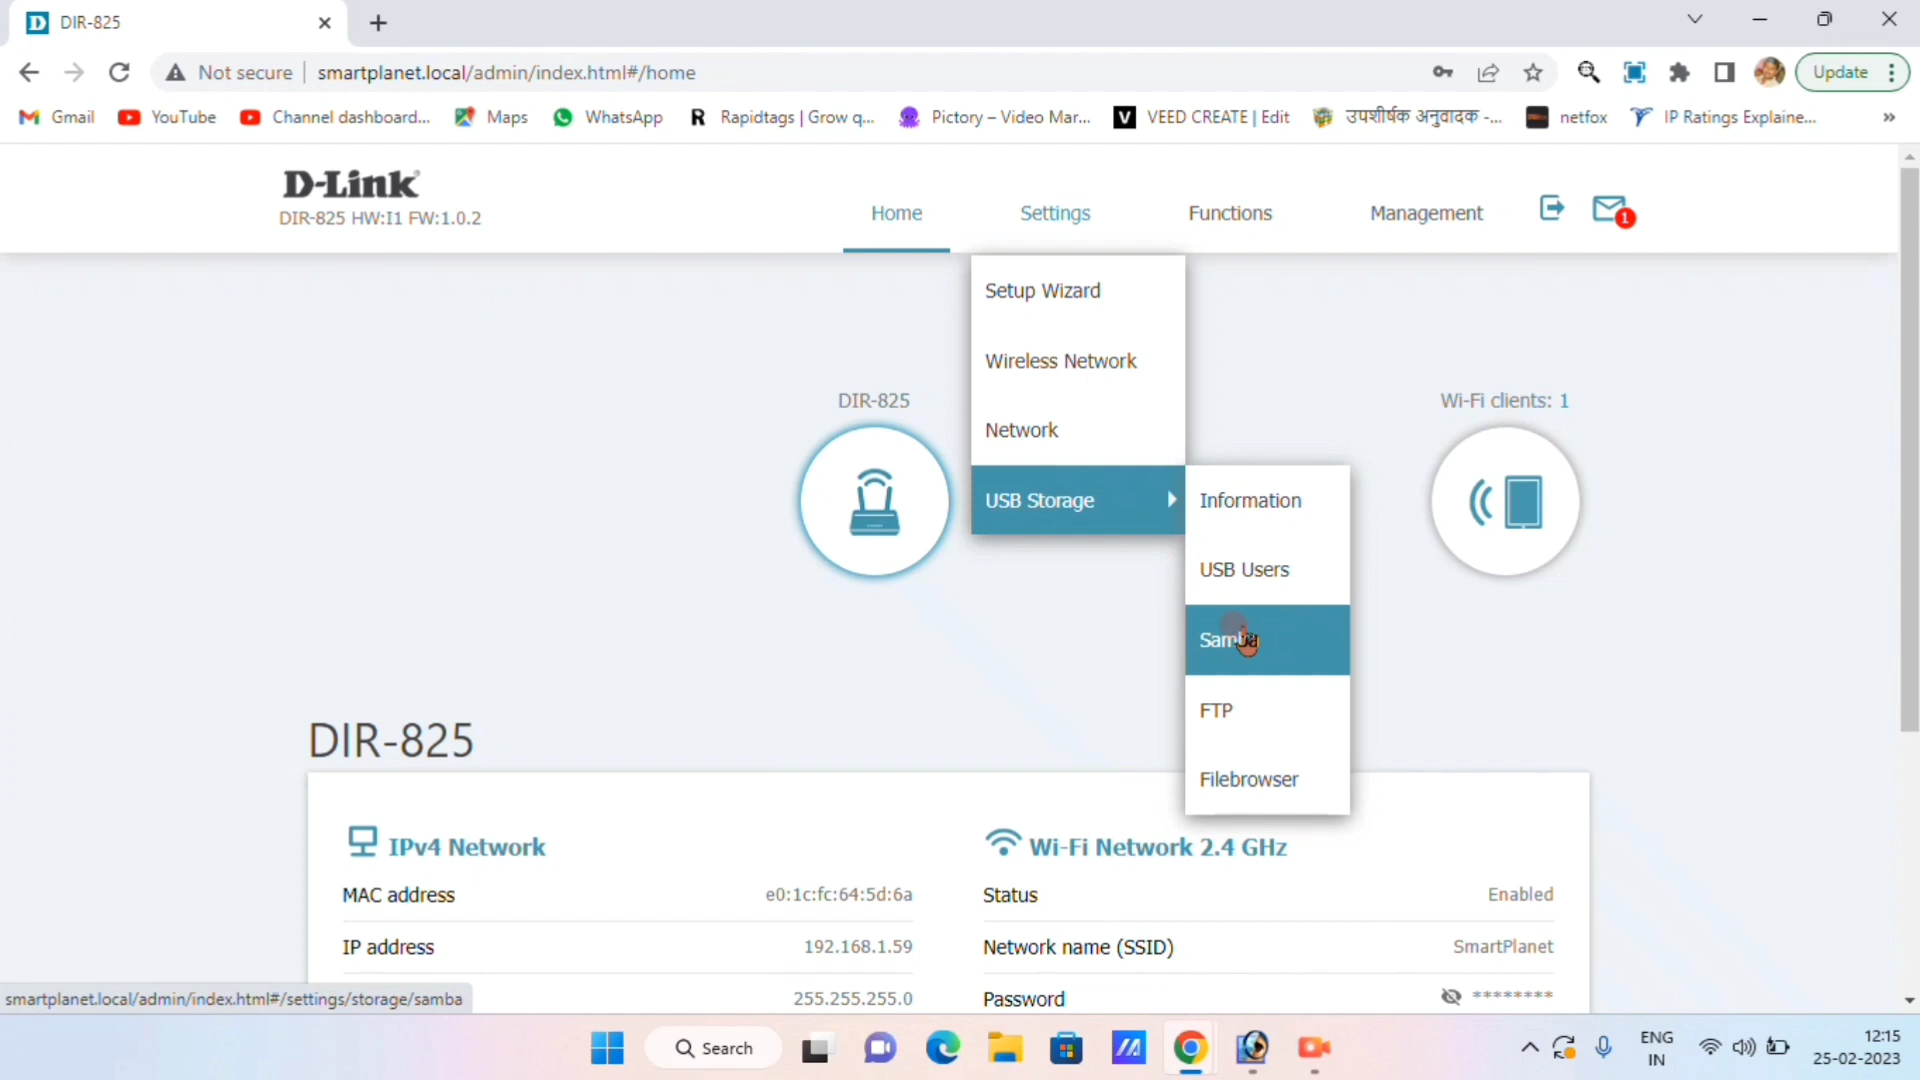 DIR-825
Not secure
smartplanet.local/admin/index.html#/home
Update
Gmail
YouTube
Channel dashboard...
Maps
WhatsApp
R
Rapidtags | Grow q...
Pictory – Video Mar...
V
VEED CREATE | Edit
उपशीर्षक अनुवादक -...
netfox
IP Ratings Explaine...
»
D-Link
DIR-825 HW:I1 FW:1.0.2
Home
Settings
Functions
Management
1
Setup Wizard
Wireless Network
Network
USB Storage
Information
USB Users
Samba
FTP
Filebrowser
DIR-825
Wi-Fi clients: 1
DIR-825
IPv4 Network
MAC address e0:1c:fc:64:5d:6a
IP address 192.168.1.59
255.255.255.0
Wi-Fi Network 2.4 GHz
Status Enabled
Network name (SSID) SmartPlanet
Password ********
smartplanet.local/admin/index.html#/settings/storage/samba
Search
ENG
IN
12:15
25-02-2023